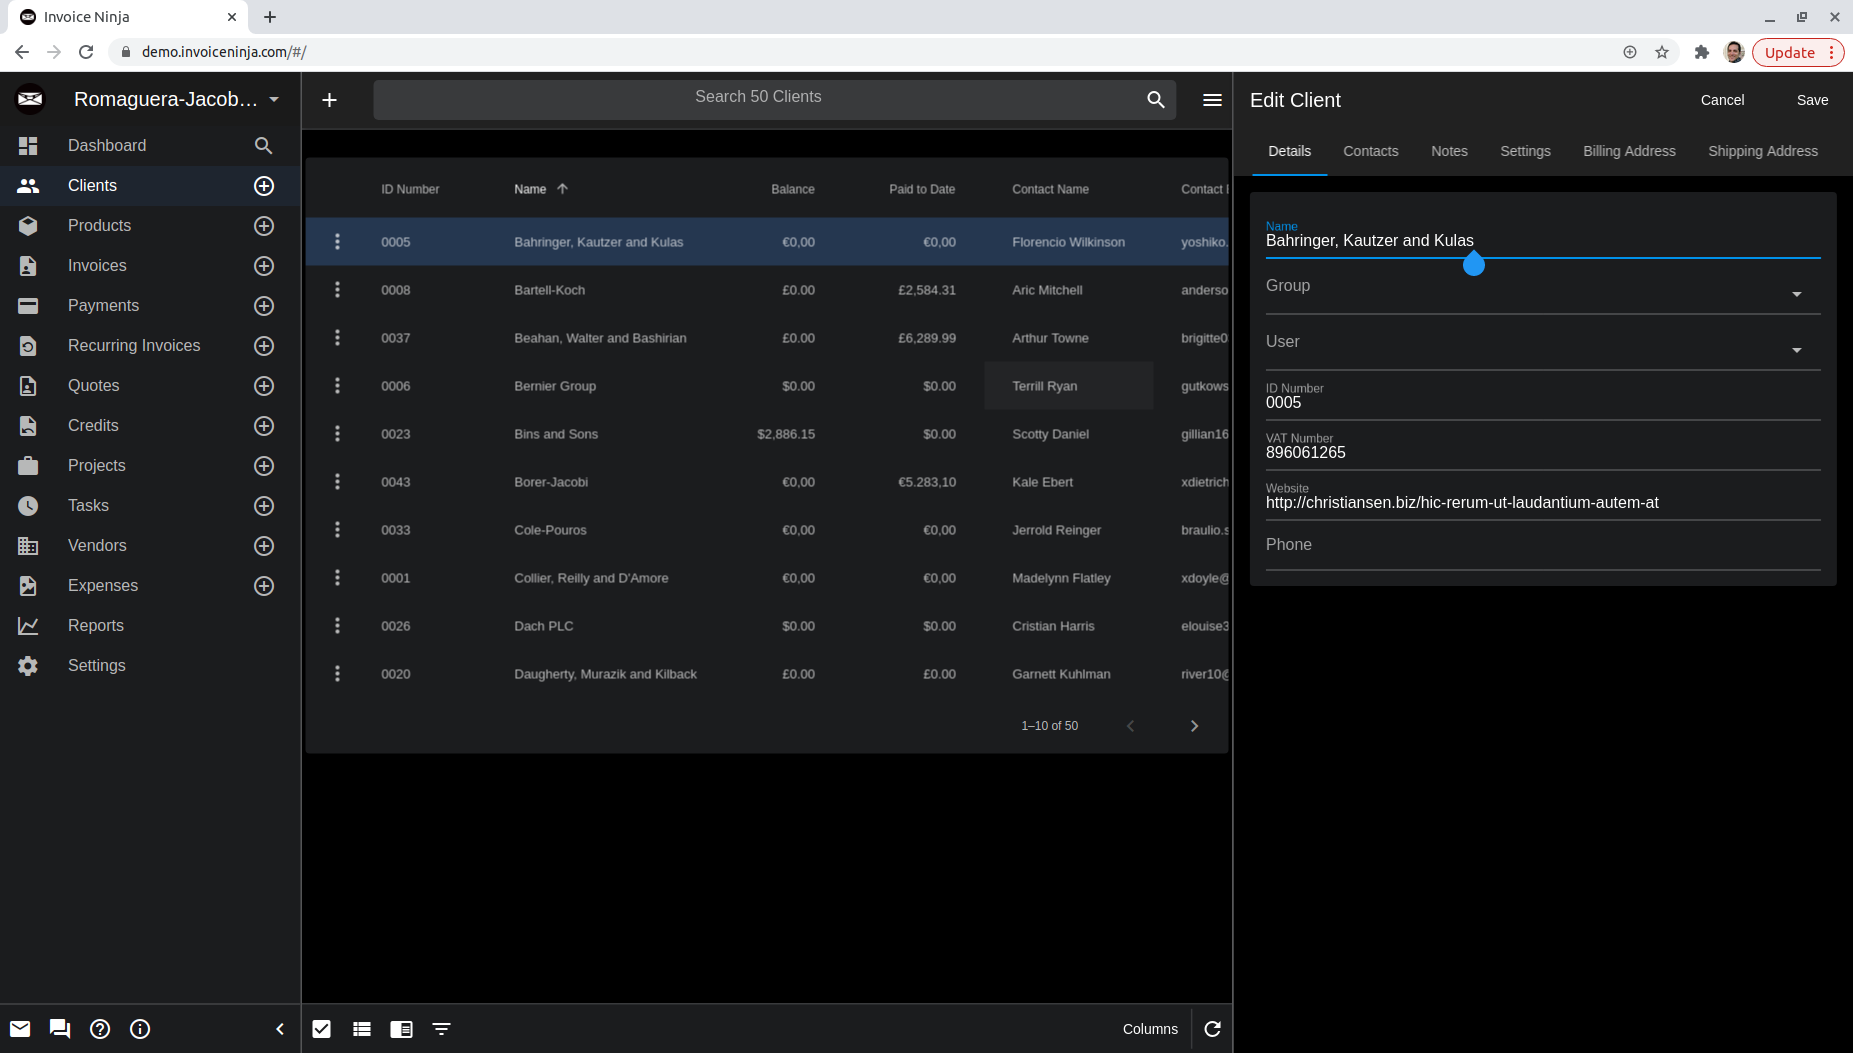 Invoice Ninja
demo.invoiceninja.com/#/
Update
Romaguera-Jacob...
Dashboard
Clients
Products
Invoices
Payments
Recurring Invoices
Quotes
Credits
Projects
Tasks
Vendors
Expenses
Reports
Settings
Search 50 Clients
ID Number Name Balance Paid to Date Contact Name Contact
0005 Bahringer, Kautzer and Kulas €0,00 €0,00 Florencio Wilkinson yoshiko.
0008 Bartell-Koch £0.00 £2,584.31 Aric Mitchell anderso
0037 Beahan, Walter and Bashirian £0.00 £6,289.99 Arthur Towne brigitte0
0006 Bernier Group $0.00 $0.00 Terrill Ryan gutkows
0023 Bins and Sons $2,886.15 $0.00 Scotty Daniel gillian16
0043 Borer-Jacobi €0,00 €5.283,10 Kale Ebert xdietrich
0033 Cole-Pouros €0,00 €0,00 Jerrold Reinger braulio.s
0001 Collier, Reilly and D'Amore €0,00 €0,00 Madelynn Flatley xdoyle@
0026 Dach PLC $0.00 $0.00 Cristian Harris elouise3
0020 Daugherty, Murazik and Kilback £0.00 £0.00 Garnett Kuhlman river10@
1–10 of 50
Columns
Edit Client
Cancel
Save
Details Contacts Notes Settings Billing Address Shipping Address
Name
Bahringer, Kautzer and Kulas
Group
User
ID Number
0005
VAT Number
896061265
Website
http://christiansen.biz/hic-rerum-ut-laudantium-autem-at
Phone